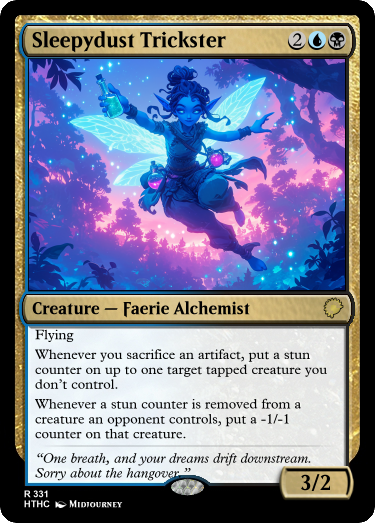 Sleepydust Trickster 2
Creature — Faerie Alchemist
Flying
Whenever you sacrifice an artifact, put a stun
counter on up to one target tapped creature you
don't control.
Whenever a stun counter is removed from a
creature an opponent controls, put a -1/-1
counter on that creature.
“One breath, and your dreams drift downstream.
Sorry about the hangover.”
3/2
R 331
HTHC Midjourney